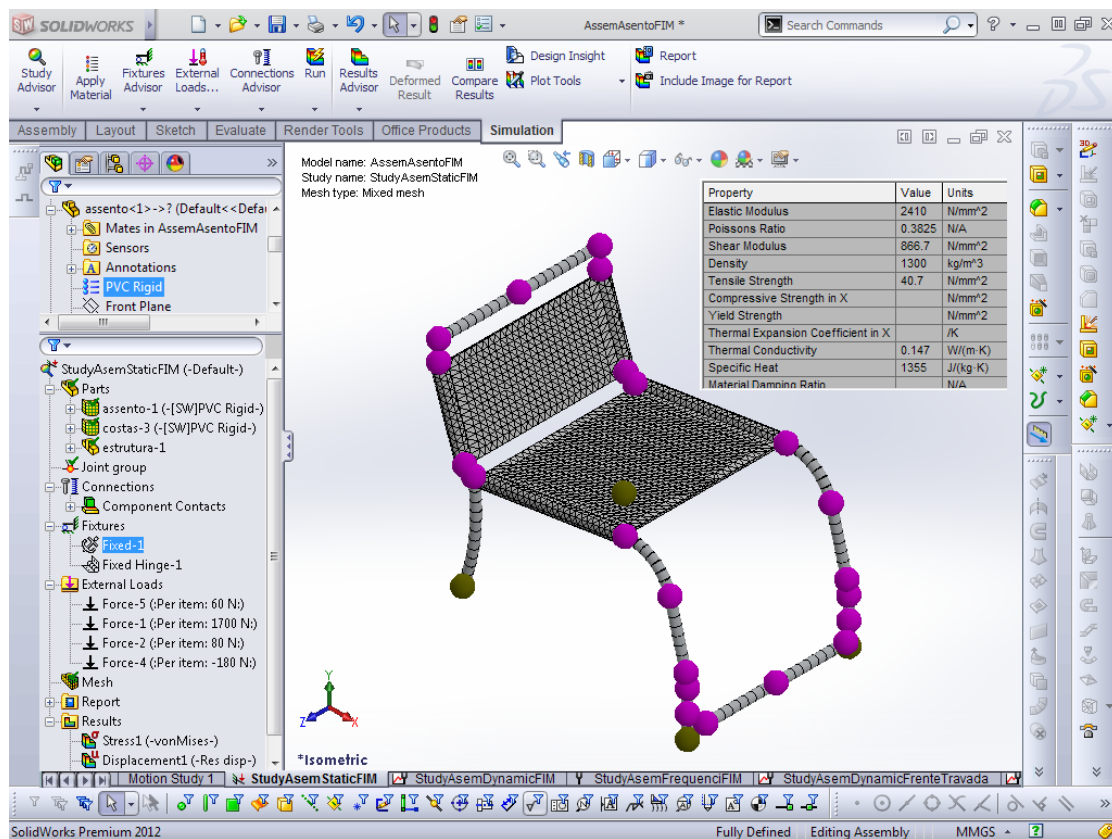 SOLIDWORKS
AssemAsentoFIM *
Search Commands
Study Advisor
Apply Material
Fixtures Advisor
External Loads...
Connections Advisor
Run
Results Advisor
Deformed Result
Compare Results
Design Insight
Plot Tools
Report
Include Image for Report
Assembly
Layout
Sketch
Evaluate
Render Tools
Office Products
Simulation
assento<1>->? (Default<<Defau
Mates in AssemAsentoFIM
Sensors
Annotations
PVC Rigid
Front Plane
StudyAsemStaticFIM (-Default-)
Parts
assento-1 (-[SW]PVC Rigid-)
costas-3 (-[SW]PVC Rigid-)
estrutura-1
Joint group
Connections
Component Contacts
Fixtures
Fixed-1
Fixed Hinge-1
External Loads
Force-5 (:Per item: 60 N:)
Force-1 (:Per item: 1700 N:)
Force-2 (:Per item: 80 N:)
Force-4 (:Per item: -180 N:)
Mesh
Report
Results
Stress1 (-vonMises-)
Displacement1 (-Res disp-)
Model name: AssemAsentoFIM
Study name: StudyAsemStaticFIM
Mesh type: Mixed mesh
Property Value Units
Elastic Modulus 2410 N/mm^2
Poissons Ratio 0.3825 N/A
Shear Modulus 866.7 N/mm^2
Density 1300 kg/m^3
Tensile Strength 40.7 N/mm^2
Compressive Strength in X N/mm^2
Yield Strength N/mm^2
Thermal Expansion Coefficient in X /K
Thermal Conductivity 0.147 W/(m·K)
Specific Heat 1355 J/(kg·K)
Material Damping Ratio N/A
Y
Z
X
*Isometric
Motion Study 1
StudyAsemStaticFIM
StudyAsemDynamicFIM
StudyAsemFrequenciFIM
StudyAsemDynamicFrenteTravada
SolidWorks Premium 2012
Fully Defined
Editing Assembly
MMGS